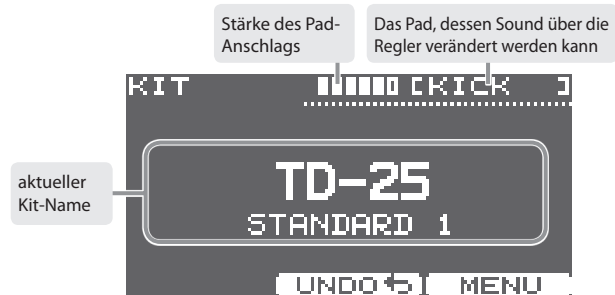 Stärke des Pad-
Anschlags
Das Pad, dessen Sound über die
Regler verändert werden kann
KIT
[KICK ]
aktueller
Kit-Name
TD-25
STANDARD 1
UNDO
MENU